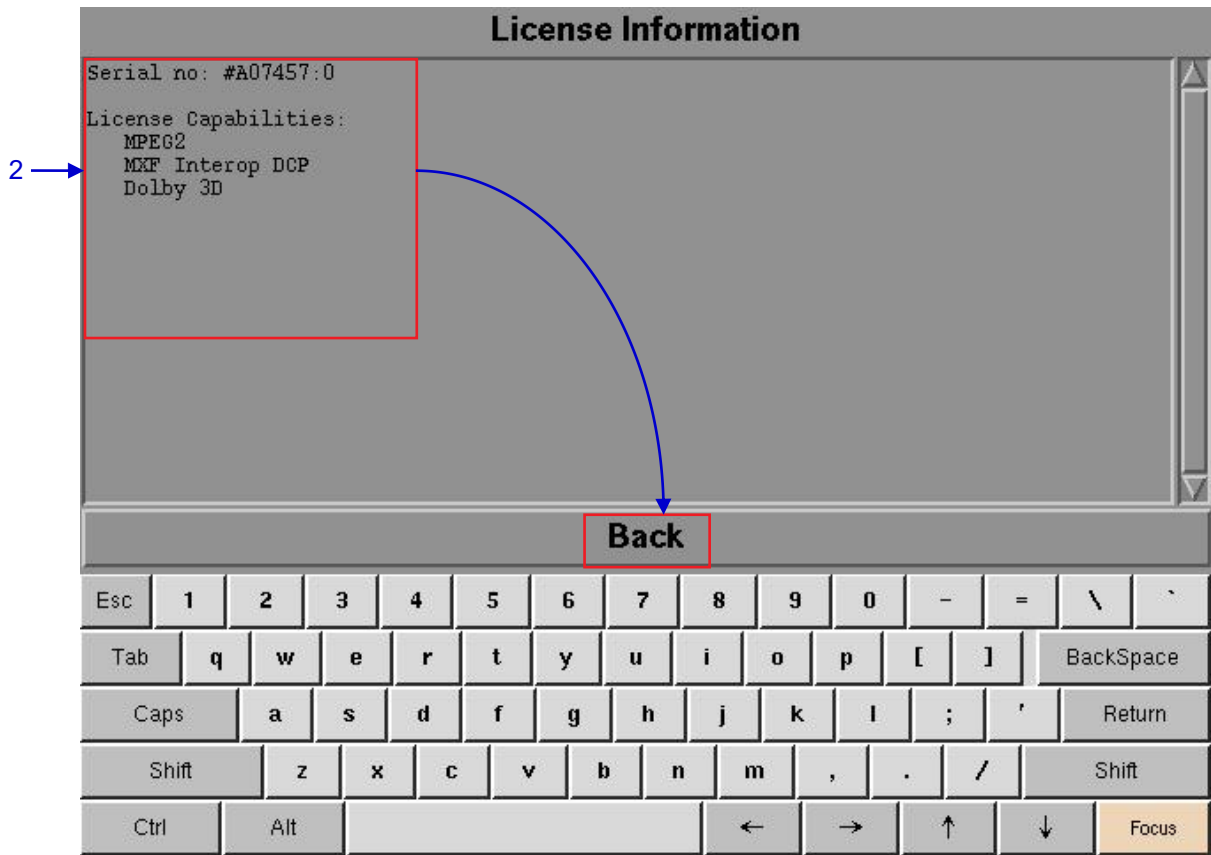 License Information
Serial no: #A07457:0
License Capabilities:
MPEG2
MXF Interop DCP
Dolby 3D
2
Back
Esc 1 2 3 4 5 6 7 8 9 0 - = \ `
Tab q w e r t y u i o p [ ] BackSpace
Caps a s d f g h j k l ; ' Return
Shift z x c v b n m , . / Shift
Ctrl Alt ← → ↑ ↓ Focus